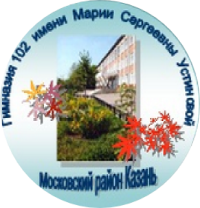 Гимназия 102 имени Марии Сергеевны Устиновой
Московский район Казань